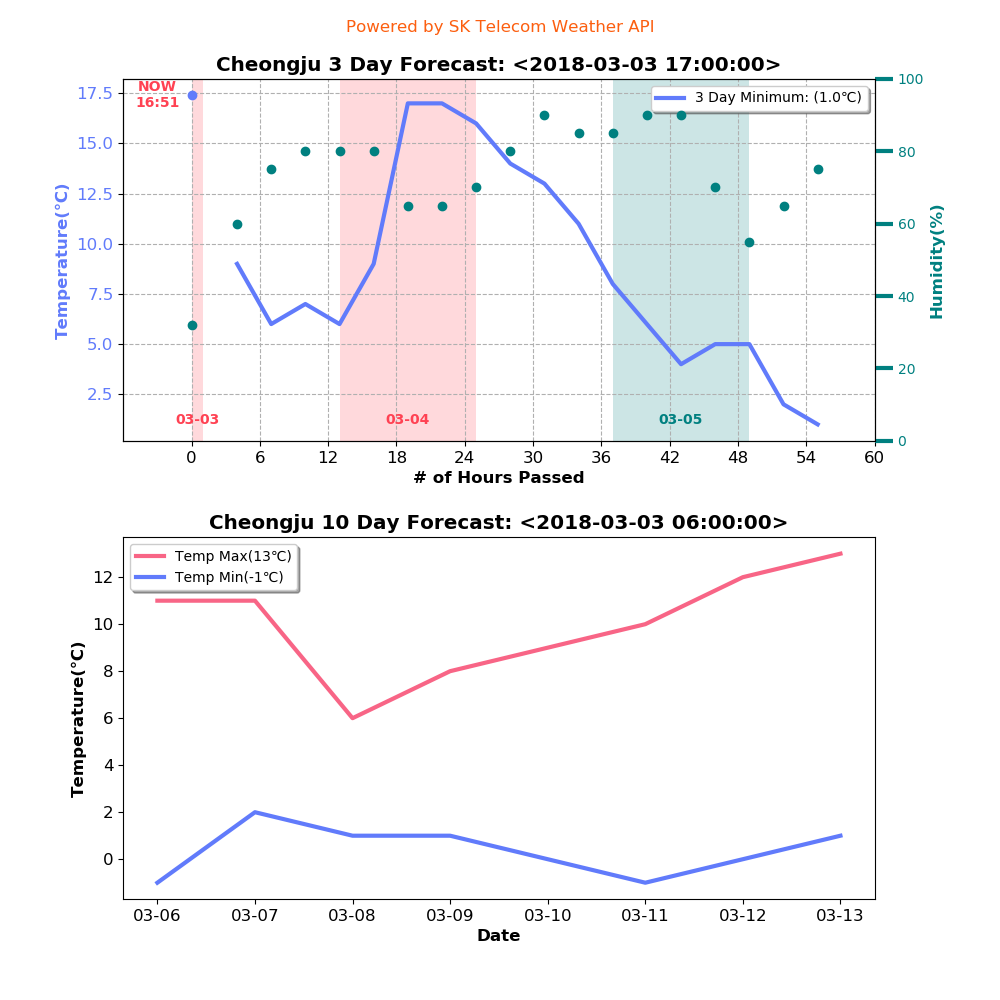 Powered by SK Telecom Weather API
Cheongju 3 Day Forecast: <2018-03-03 17:00:00>
NOW
16:51
3 Day Minimum: (1.0℃)
17.5
15.0
12.5
10.0
7.5
5.0
2.5
Temperature(℃)
100
80
60
40
20
0
Humidity(%)
03-03
03-04
03-05
0 6 12 18 24 30 36 42 48 54 60
# of Hours Passed
Cheongju 10 Day Forecast: <2018-03-03 06:00:00>
Temp Max(13℃)
Temp Min(-1℃)
12
10
8
6
4
2
0
Temperature(℃)
03-06 03-07 03-08 03-09 03-10 03-11 03-12 03-13
Date